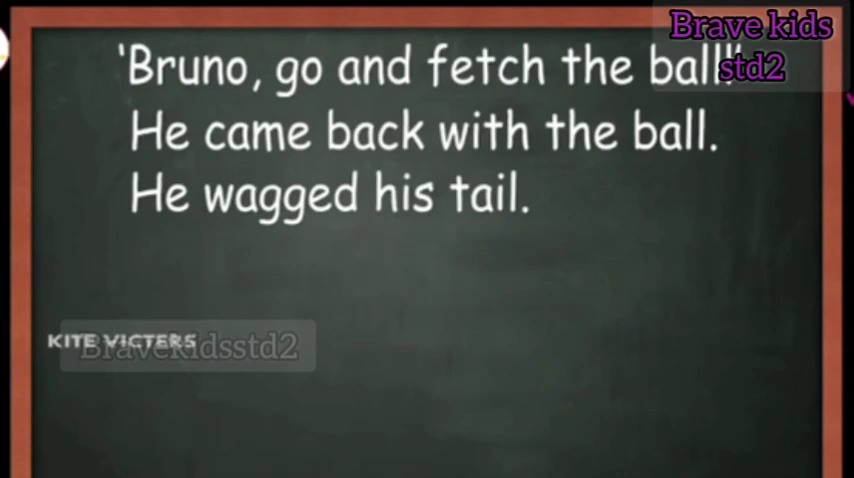 Brave kids
std2
'Bruno, go and fetch the ball!'
He came back with the ball.
He wagged his tail.
KITE VICTERS
Bravekidsstd2